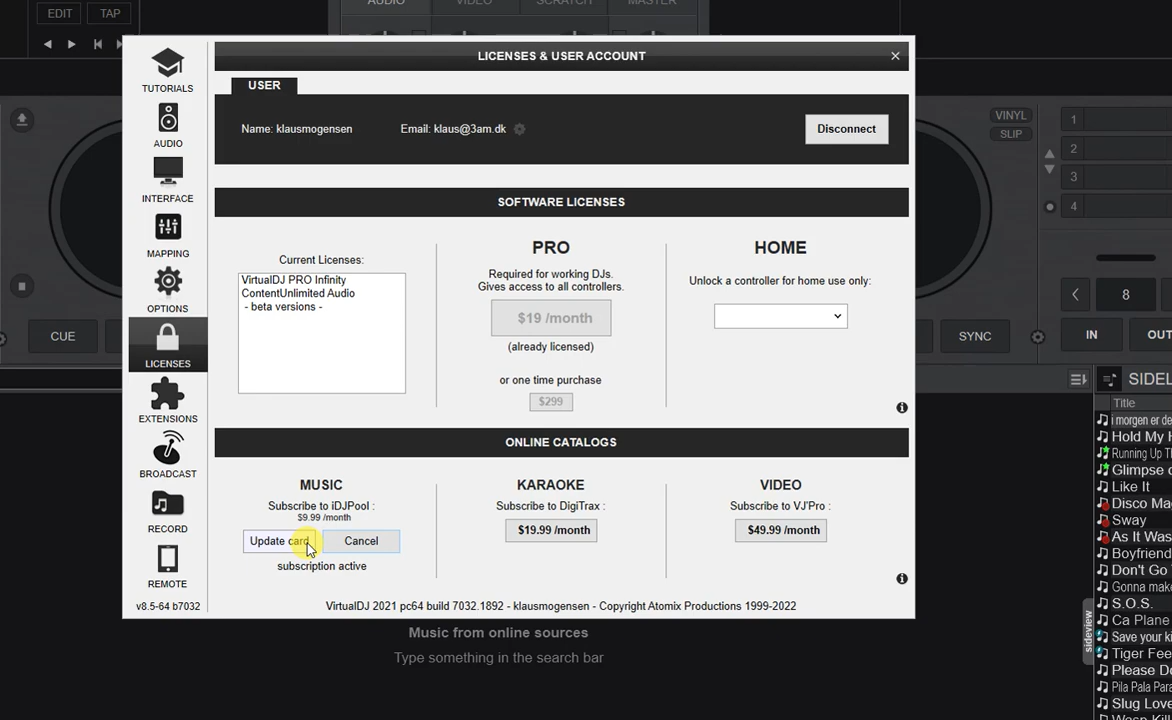 EDIT TAP
AUDIO VIDEO SCRATCH MASTER
LICENSES & USER ACCOUNT
TUTORIALS
AUDIO
INTERFACE
MAPPING
OPTIONS
LICENSES
EXTENSIONS
BROADCAST
RECORD
REMOTE
v8.5-64 b7032
USER
Name: klausmogensen Email: klaus@3am.dk Disconnect
SOFTWARE LICENSES
Current Licenses:
VirtualDJ PRO Infinity
ContentUnlimited Audio
- beta versions -
PRO
Required for working DJs.
Gives access to all controllers.
$19 /month
(already licensed)
or one time purchase
$299
HOME
Unlock a controller for home use only:
ONLINE CATALOGS
MUSIC
Subscribe to iDJPool :
$9.99 /month
Update card Cancel
subscription active
KARAOKE
Subscribe to DigiTrax :
$19.99 /month
VIDEO
Subscribe to VJ'Pro :
$49.99 /month
VirtualDJ 2021 pc64 build 7032.1892 - klausmogensen - Copyright Atomix Productions 1999-2022
Music from online sources
Type something in the search bar
CUE
VINYL
SLIP
1
2
3
4
8
SYNC
IN
OUT
SIDEL
Title
i morgen er de
Hold My H
Running Up Th
Glimpse o
Like It
Disco Ma
Sway
As It Was
Boyfriend
Don't Go
Gonna make
S.O.S.
Ca Plane
Save your ki
Tiger Fee
Please Do
Pila Pala Para
Slug Love
sideview